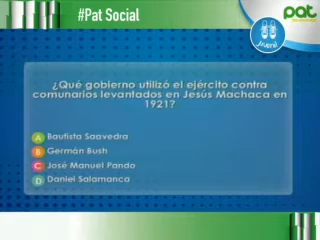 #Pat Social
pat
Juvenil
¿Qué gobierno utilizó el ejército contra
comunarios levantados en Jesús Machaca en
1921?
A Bautista Saavedra
B Germán Bush
C José Manuel Pando
D Daniel Salamanca